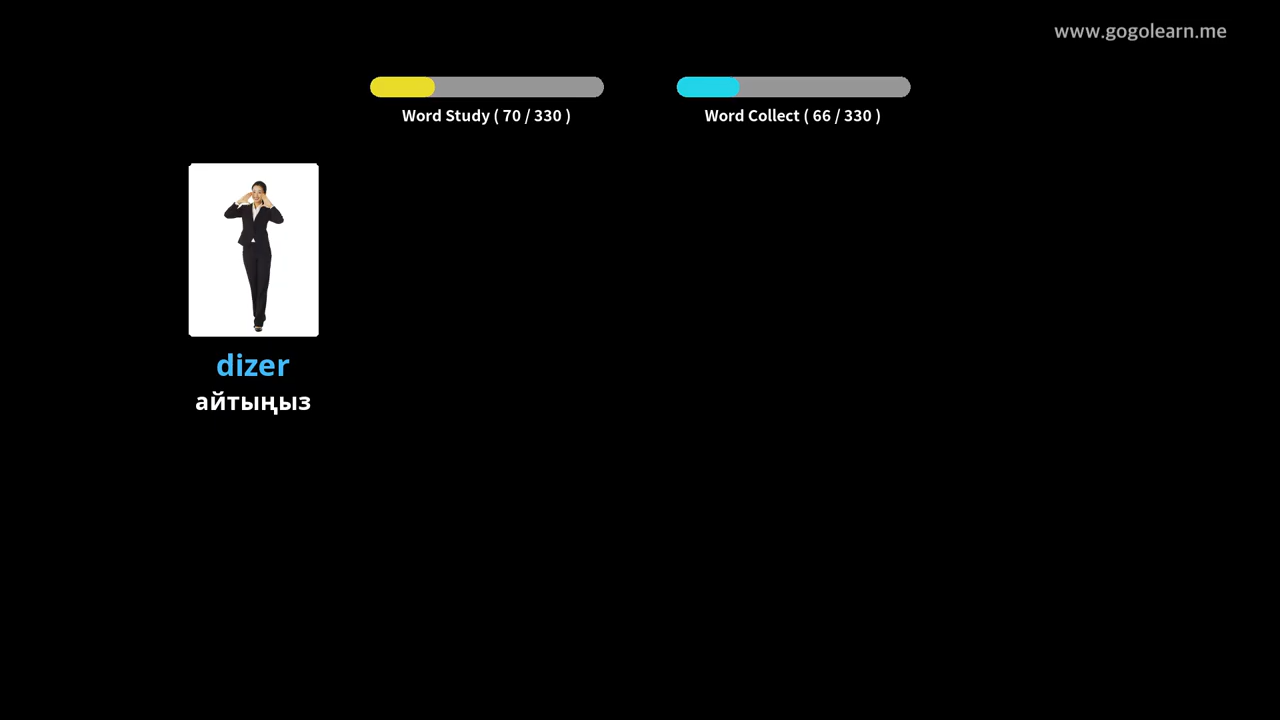 www.gogolearn.me
Word Study ( 70 / 330 )
Word Collect ( 66 / 330 )
dizer
айтыңыз